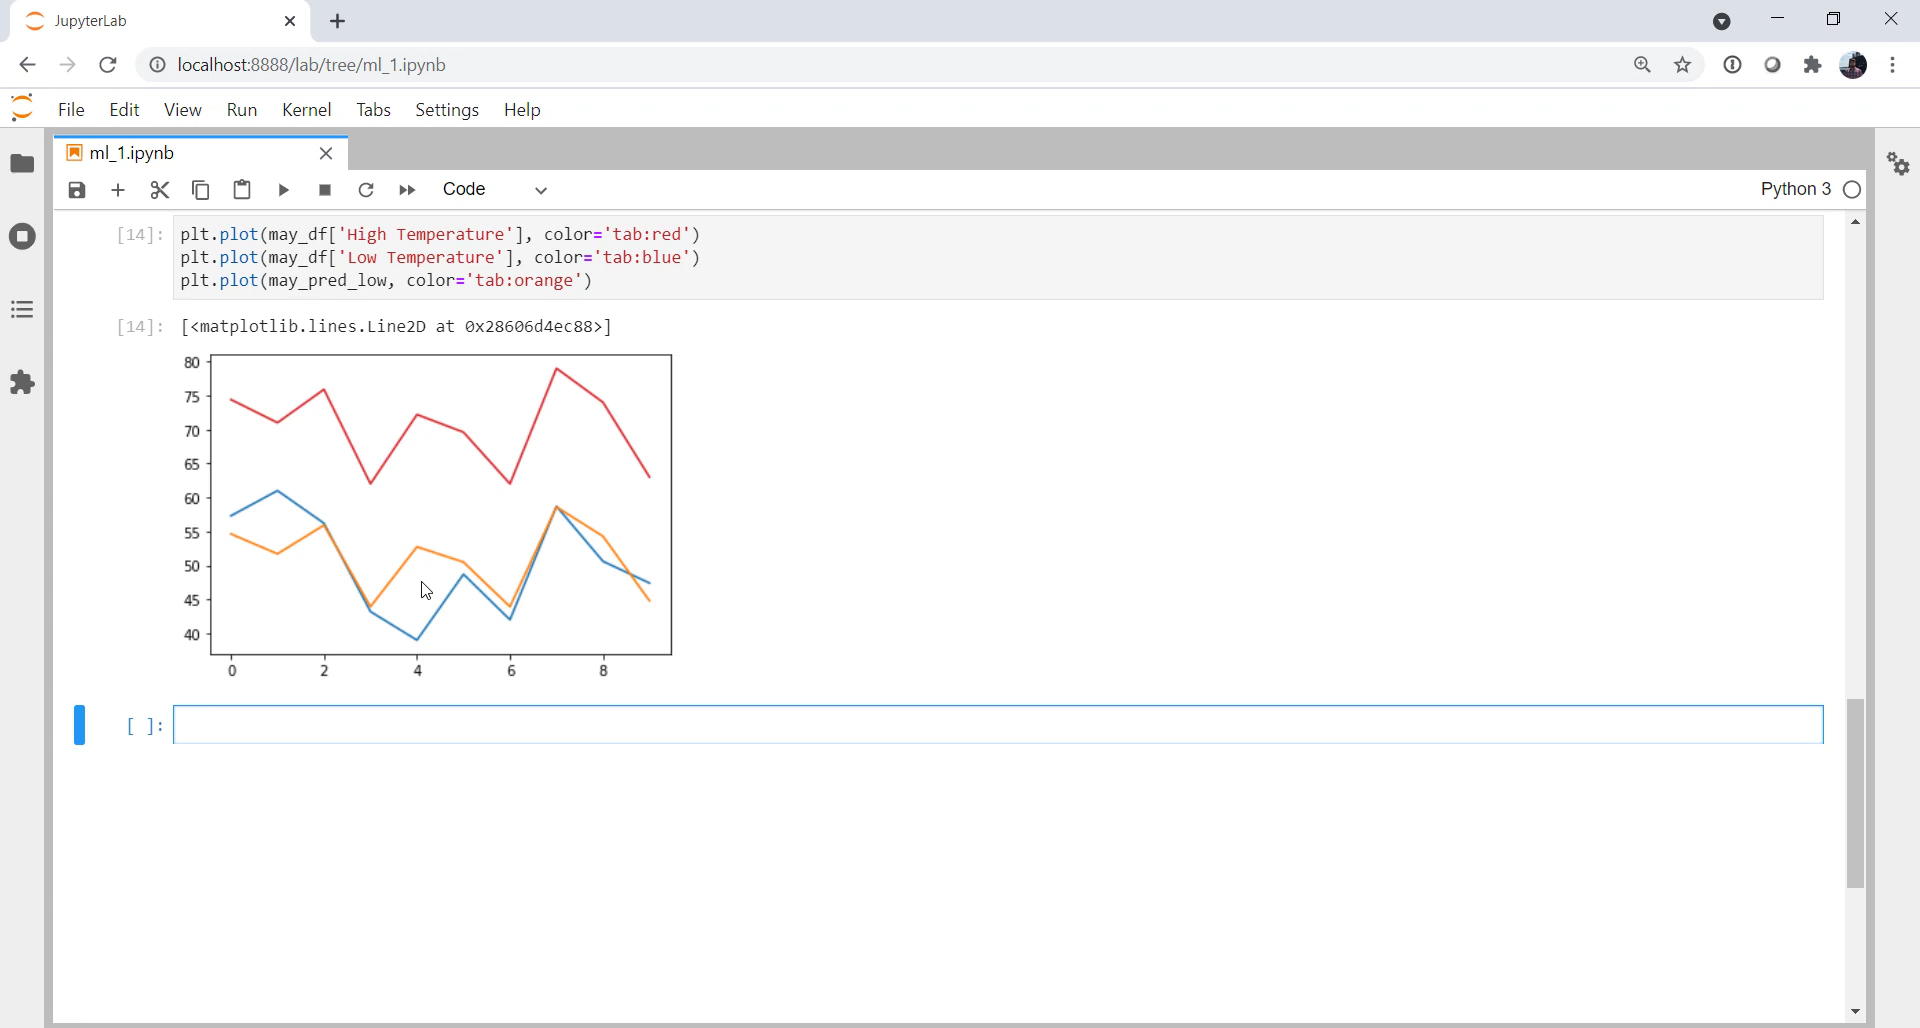 JupyterLab
localhost:8888/lab/tree/ml_1.ipynb
File Edit View Run Kernel Tabs Settings Help
ml_1.ipynb
Code Python 3
[14]: plt.plot(may_df['High Temperature'], color='tab:red')
plt.plot(may_df['Low Temperature'], color='tab:blue')
plt.plot(may_pred_low, color='tab:orange')
[14]: [<matplotlib.lines.Line2D at 0x28606d4ec88>]
80
75
70
65
60
55
50
45
40
0 2 4 6 8
[ ]: